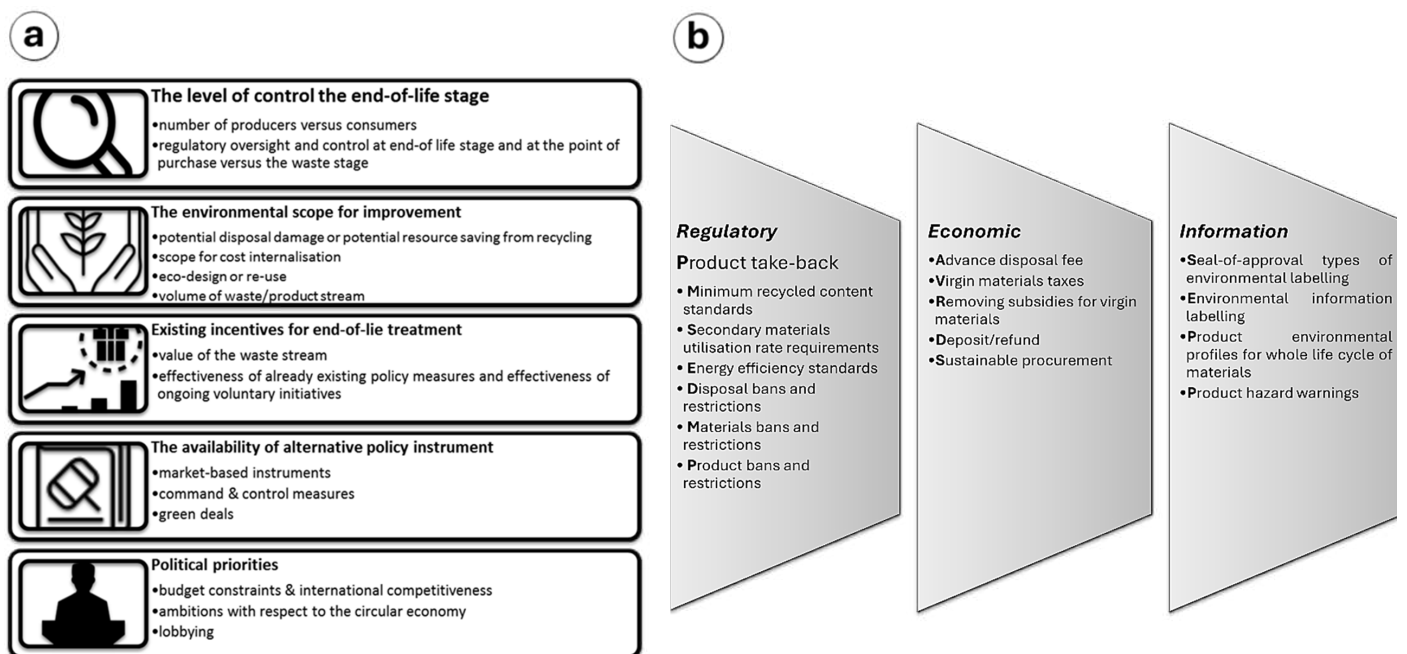 a
The level of control the end-of-life stage
•number of producers versus consumers
•regulatory oversight and control at end-of life stage and at the point of
purchase versus the waste stage
The environmental scope for improvement
•potential disposal damage or potential resource saving from recycling
•scope for cost internalisation
•eco-design or re-use
•volume of waste/product stream
Existing incentives for end-of-lie treatment
•value of the waste stream
•effectiveness of already existing policy measures and effectiveness of
ongoing voluntary initiatives
The availability of alternative policy instrument
•market-based instruments
•command & control measures
•green deals
Political priorities
•budget constraints & international competitiveness
•ambitions with respect to the circular economy
•lobbying
b
Regulatory
Product take-back
• Minimum recycled content
standards
• Secondary materials
utilisation rate requirements
• Energy efficiency standards
• Disposal bans and
restrictions
• Materials bans and
restrictions
• Product bans and
restrictions
Economic
•Advance disposal fee
•Virgin materials taxes
•Removing subsidies for virgin
materials
•Deposit/refund
•Sustainable procurement
Information
•Seal-of-approval types of
environmental labelling
•Environmental information
labelling
•Product environmental
profiles for whole life cycle of
materials
•Product hazard warnings